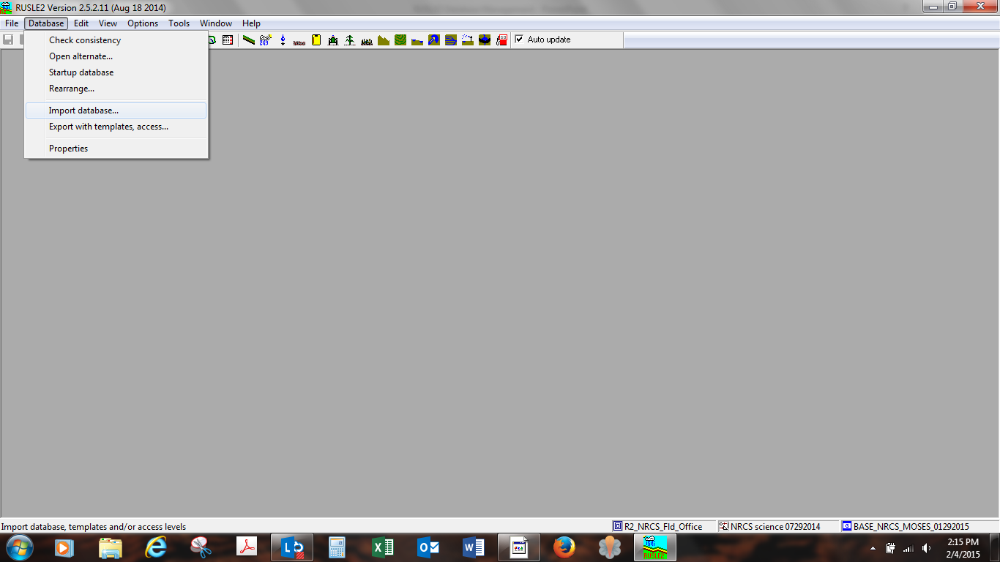 RUSLE2 Version 2.5.2.11 (Aug 18 2014)
File Database Edit View Options Tools Window Help
Auto update
Check consistency
Open alternate...
Startup database
Rearrange...
Import database...
Export with templates, access...
Properties
Import database, templates and/or access levels
R2_NRCS_Fld_Office
NRCS science 07292014
BASE_NRCS_MOSES_01292015
RUSLE2
2:15 PM
2/4/2015